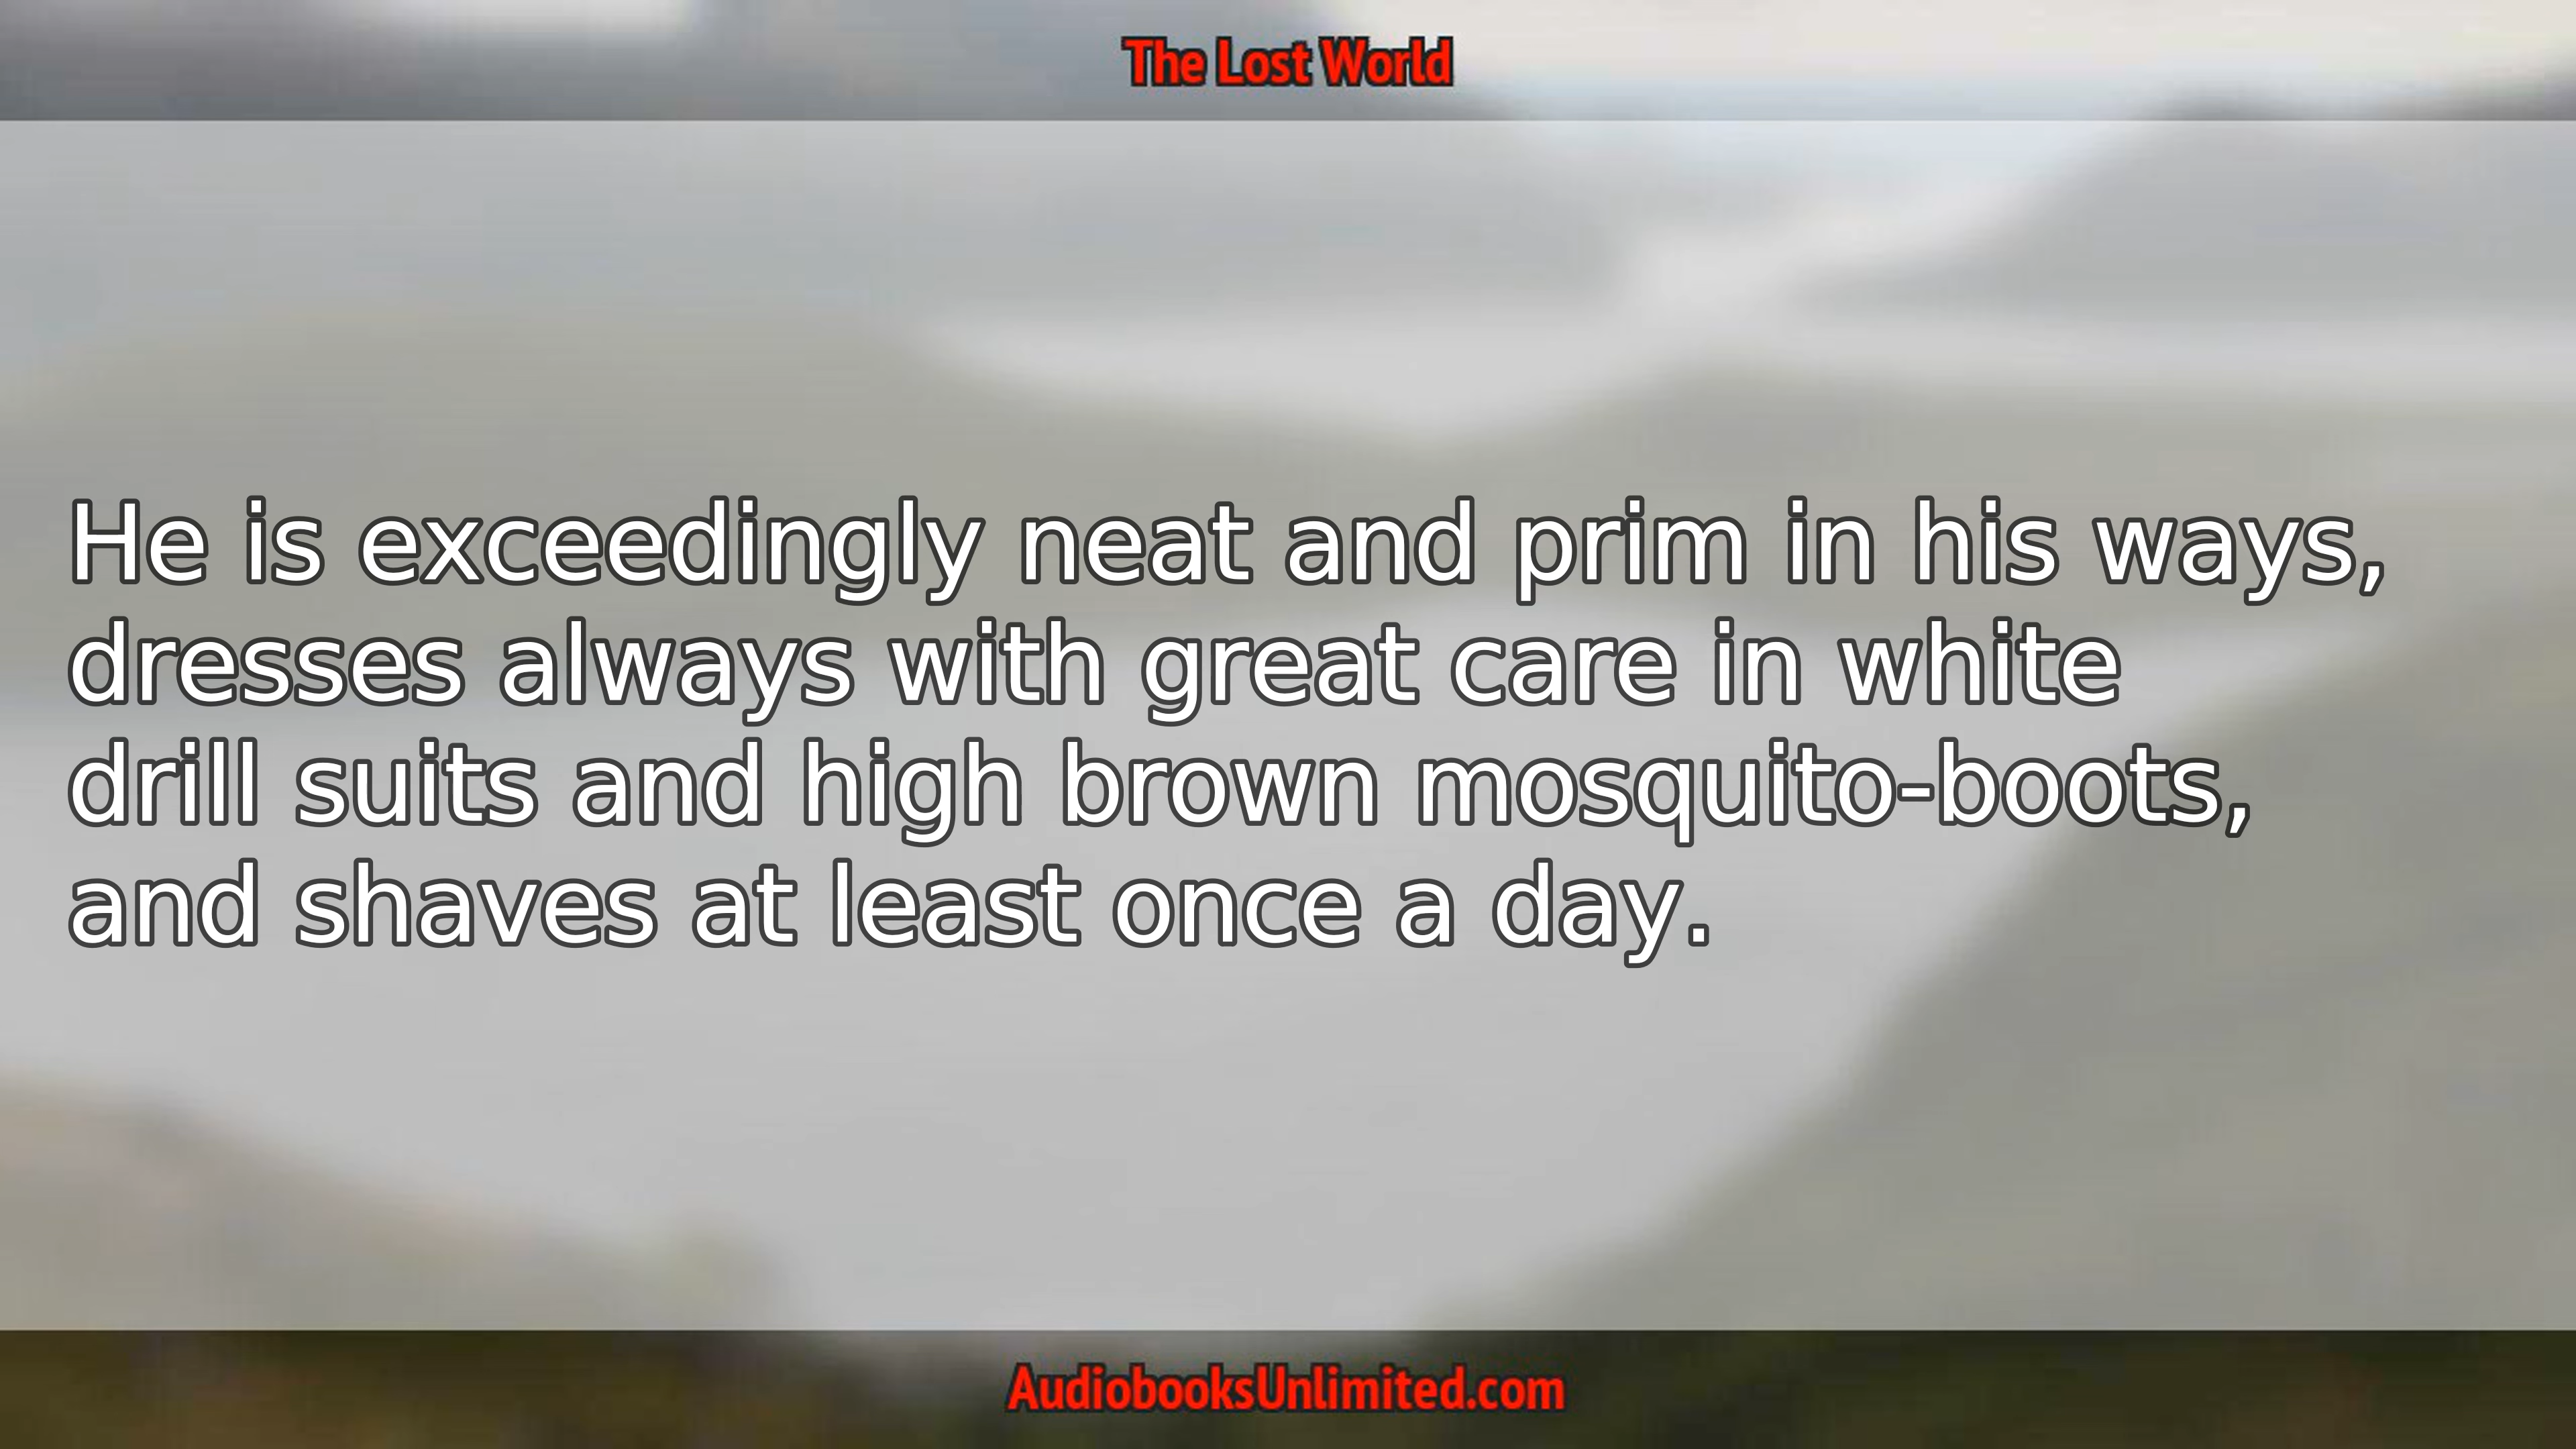 The Lost World
He is exceedingly neat and prim in his ways,
dresses always with great care in white
drill suits and high brown mosquito-boots,
and shaves at least once a day.
AudiobooksUnlimited.com